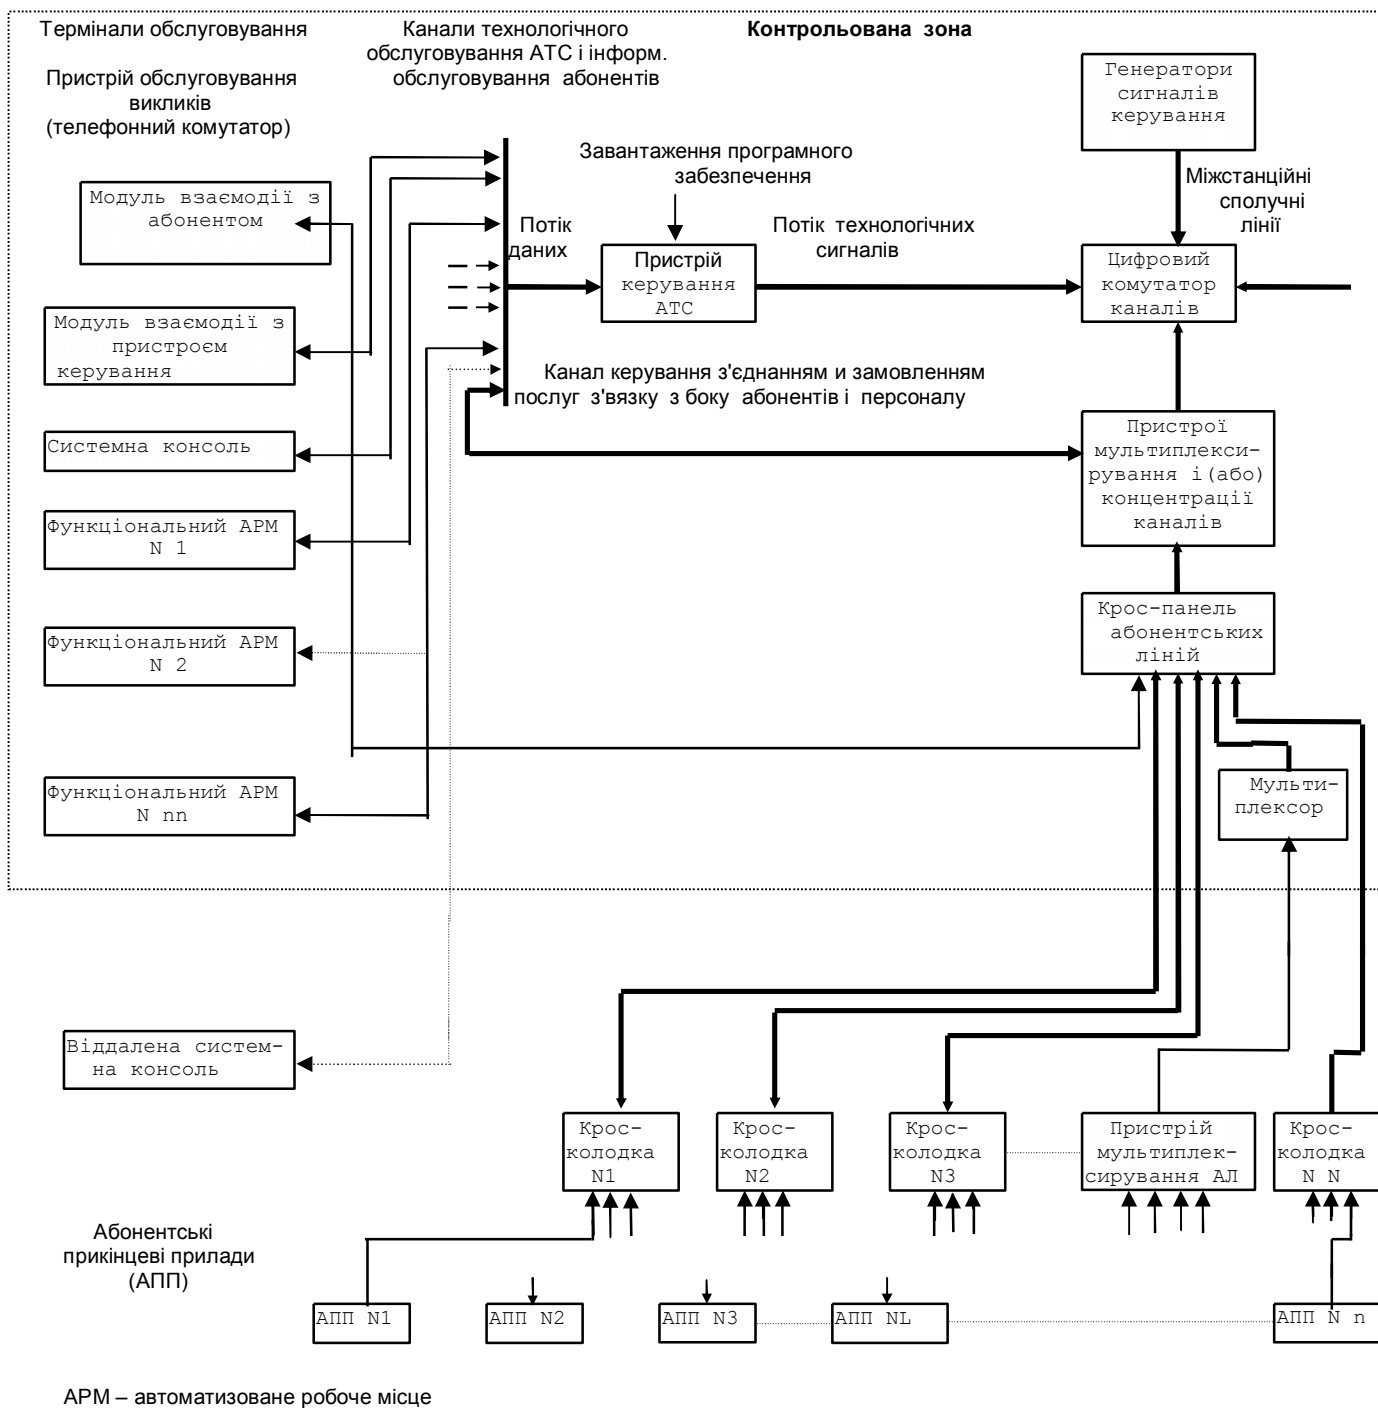 Термінали обслуговування
Канали технологічного
обслуговування АТС і інформ.
обслуговування абонентів
Контрольована зона
Пристрій обслуговування
викликів
(телефонний комутатор)
Генератори
сигналів
керування
Завантаження програмного
забезпечення
Міжстанційні
сполучні
лінії
Модуль взаємодії з
абонентом
Потік
даних
Потік технологічних
сигналів
Пристрій
керування
АТС
Цифровий
комутатор
каналів
Модуль взаємодії з
пристроєм
керування
Канал керування з'єднанням и замовленням
послуг з'вязку з боку абонентів і персоналу
Системна консоль
Пристрої
мультиплекси-
рування і(або)
концентрації
каналів
Функціональний АРМ
N 1
Крос-панель
абонентських
ліній
Функціональний АРМ
N 2
Функціональний АРМ
N nn
Мульти-
плексор
Віддалена систем-
на консоль
Крос-
колодка
N1
Крос-
колодка
N2
Крос-
колодка
N3
Пристрій
мультиплек-
сирування АЛ
Крос-
колодка
N N
Абонентські
прикінцеві прилади
(АПП)
АПП N1
АПП N2
АПП N3
АПП NL
АПП N n
АРМ – автоматизоване робоче місце